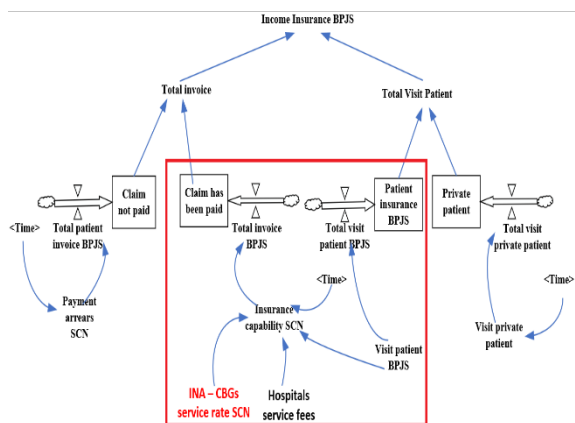 Income Insurance BPJS
Total invoice
Total Visit Patient
Claim
not paid
Claim has
been paid
Patient
insurance
BPJS
Private
patient
<Time>
Total patient
invoice BPJS
Total invoice
BPJS
Total visit
patient BPJS
Total visit
private patient
<Time>
<Time>
Payment
arrears
SCN
Insurance
capability SCN
Visit patient
BPJS
Visit private
patient
INA – CBGs
service rate SCN
Hospitals
service fees